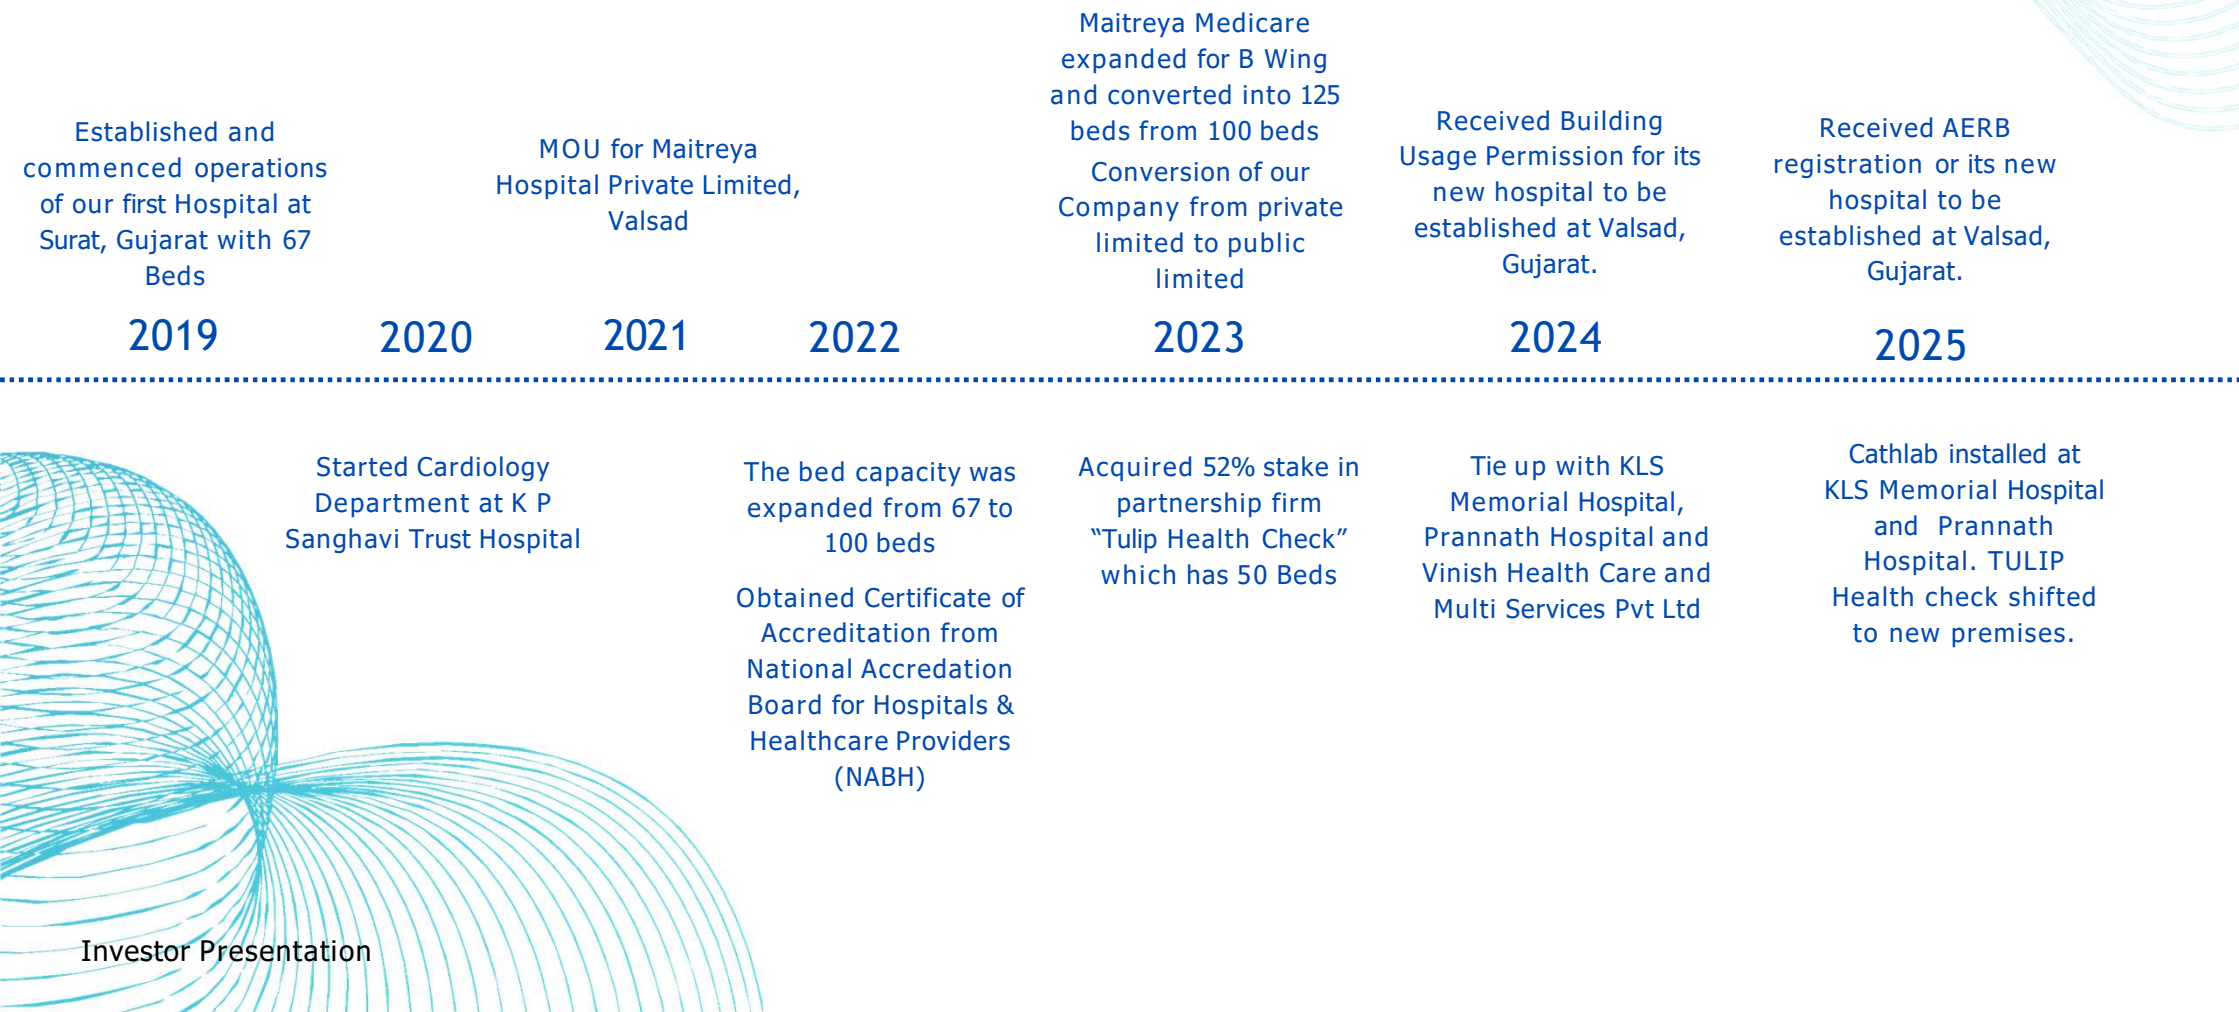 Established and
commenced operations
of our first Hospital at
Surat, Gujarat with 67
Beds
MOU for Maitreya
Hospital Private Limited,
Valsad
Maitreya Medicare
expanded for B Wing
and converted into 125
beds from 100 beds
Conversion of our
Company from private
limited to public
limited
Received Building
Usage Permission for its
new hospital to be
established at Valsad,
Gujarat.
Received AERB
registration or its new
hospital to be
established at Valsad,
Gujarat.
2019
2020
2021
2022
2023
2024
2025
Started Cardiology
Department at K P
Sanghavi Trust Hospital
The bed capacity was
expanded from 67 to
100 beds
Obtained Certificate of
Accreditation from
National Accredation
Board for Hospitals &
Healthcare Providers
(NABH)
Acquired 52% stake in
partnership firm
“Tulip Health Check”
which has 50 Beds
Tie up with KLS
Memorial Hospital,
Prannath Hospital and
Vinish Health Care and
Multi Services Pvt Ltd
Cathlab installed at
KLS Memorial Hospital
and Prannath
Hospital. TULIP
Health check shifted
to new premises.
Investor Presentation